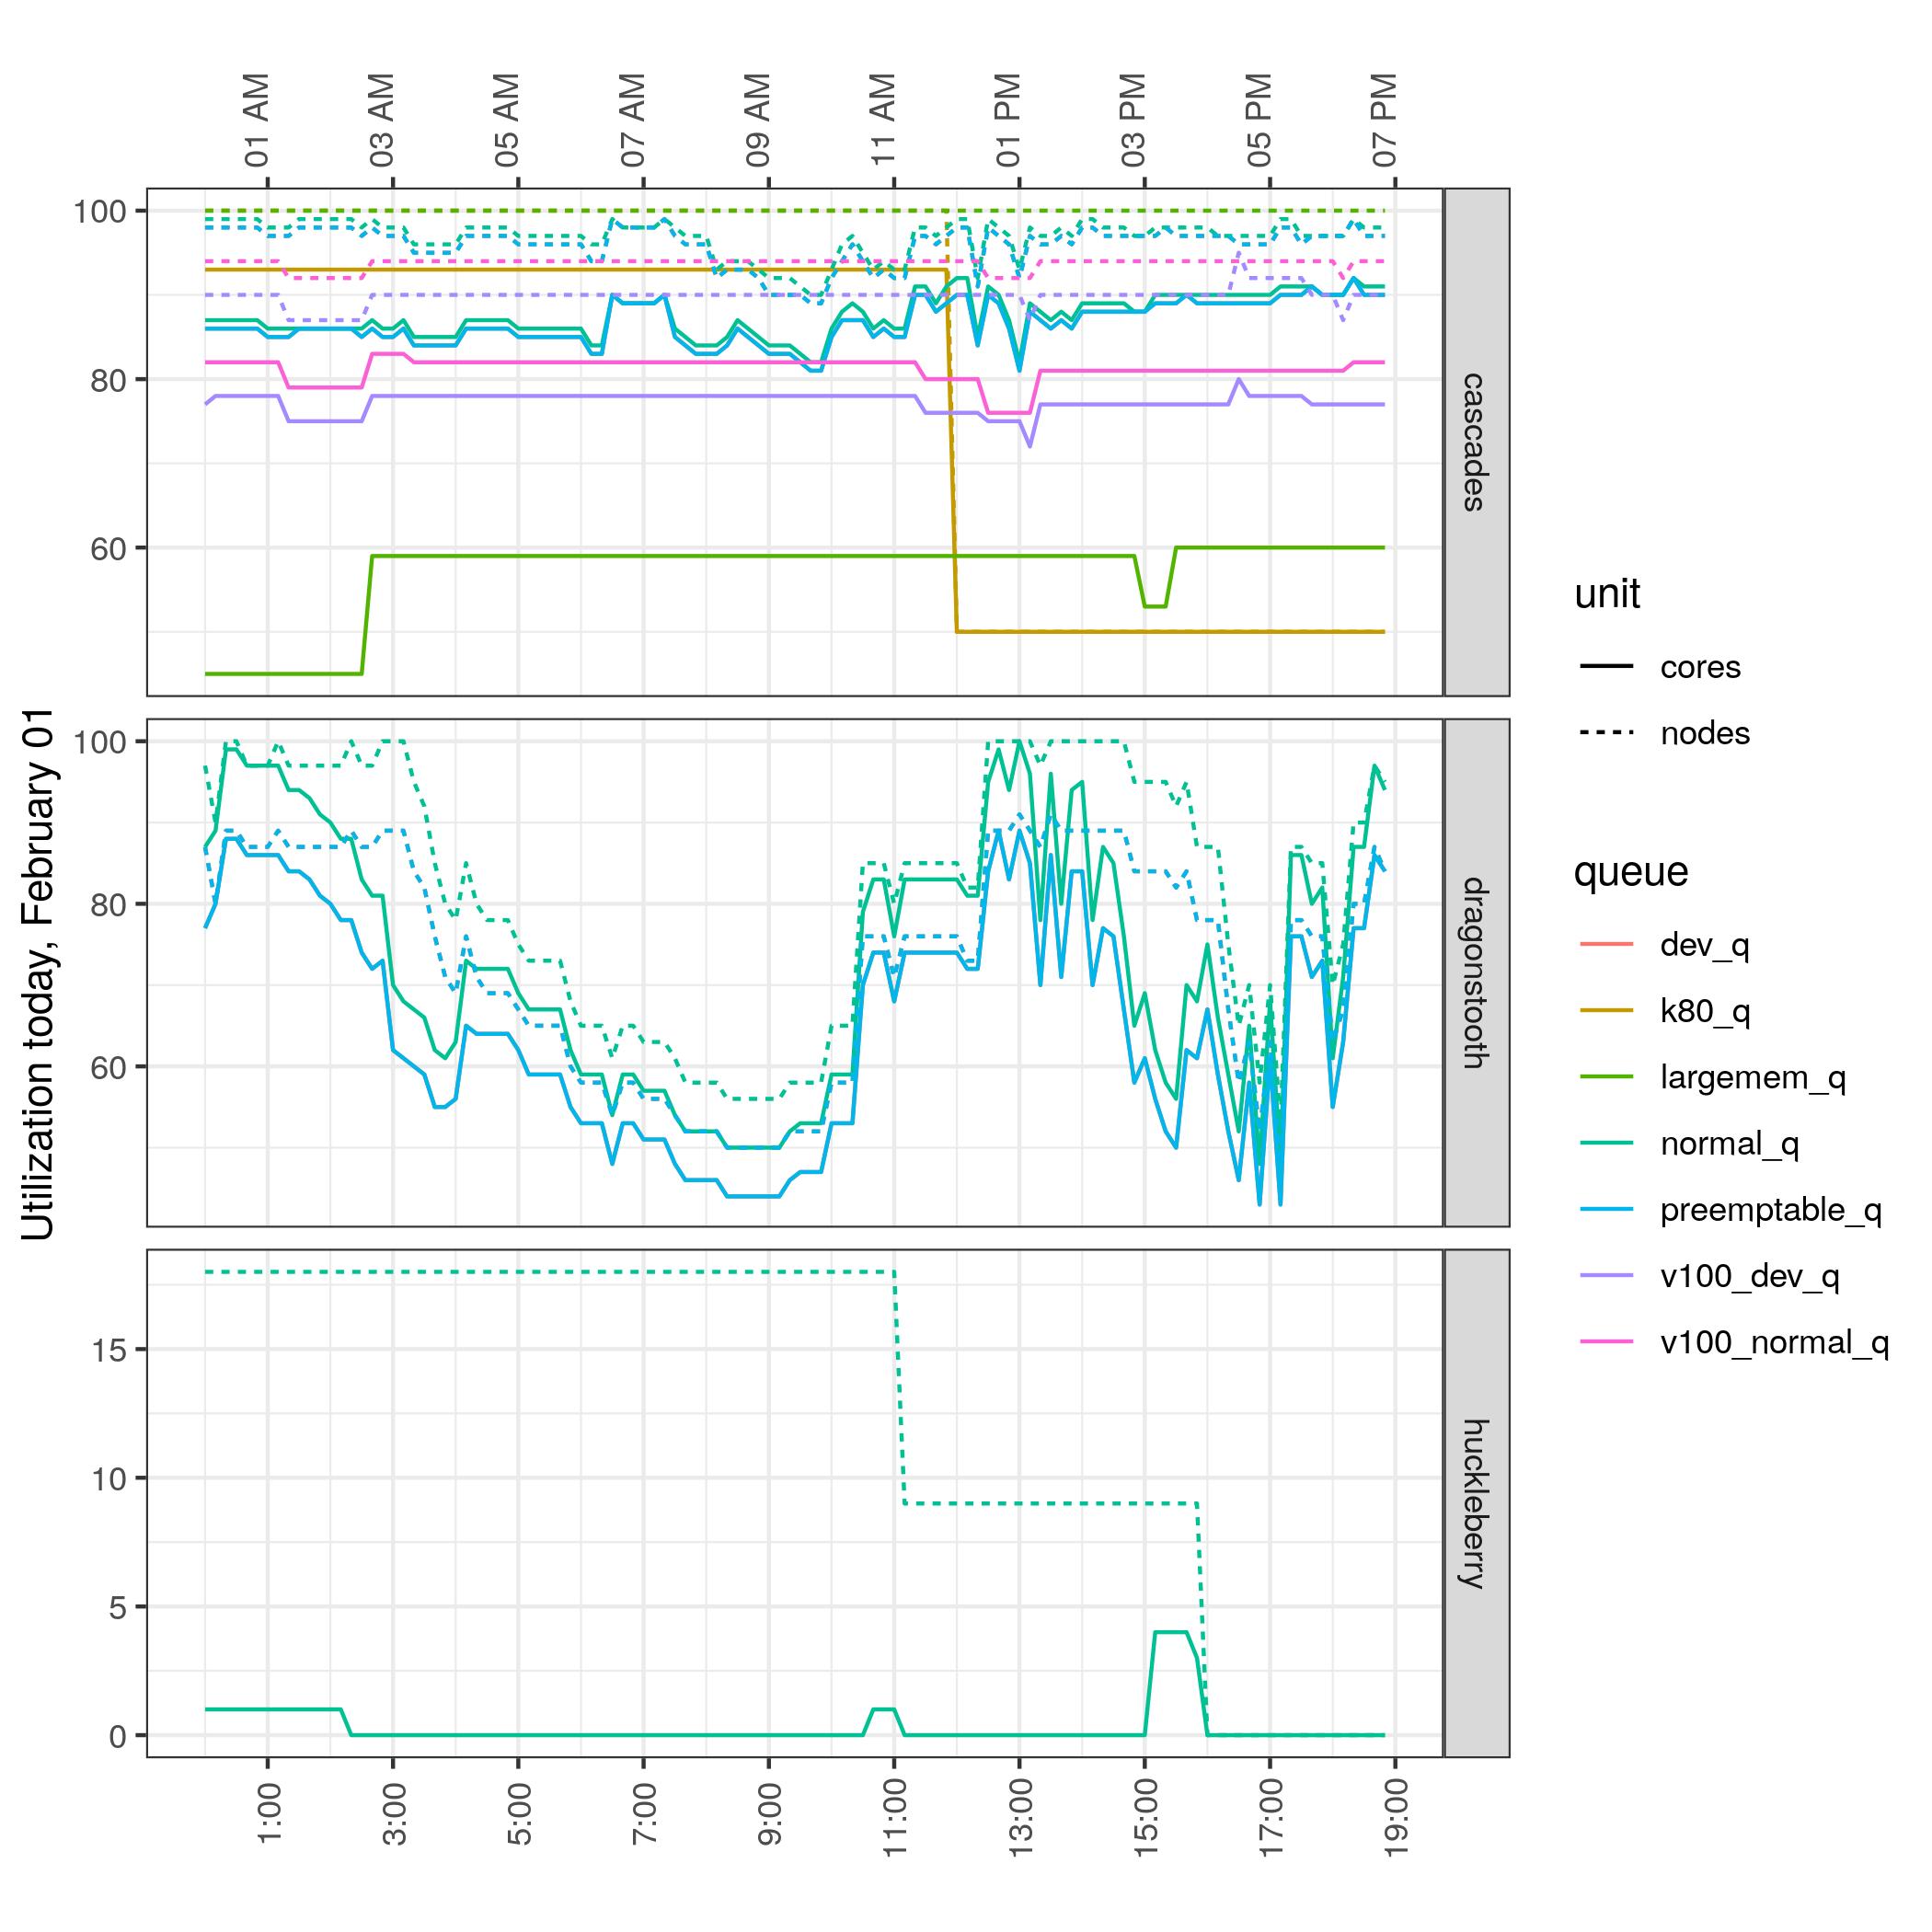 01 AM
03 AM
05 AM
07 AM
09 AM
11 AM
01 PM
03 PM
05 PM
07 PM
Utilization today, February 01
100
80
60
cascades
100
80
60
dragonstooth
15
10
5
0
huckleberry
1:00
3:00
5:00
7:00
9:00
11:00
13:00
15:00
17:00
19:00
unit
cores
nodes
queue
dev_q
k80_q
largemem_q
normal_q
preemptable_q
v100_dev_q
v100_normal_q